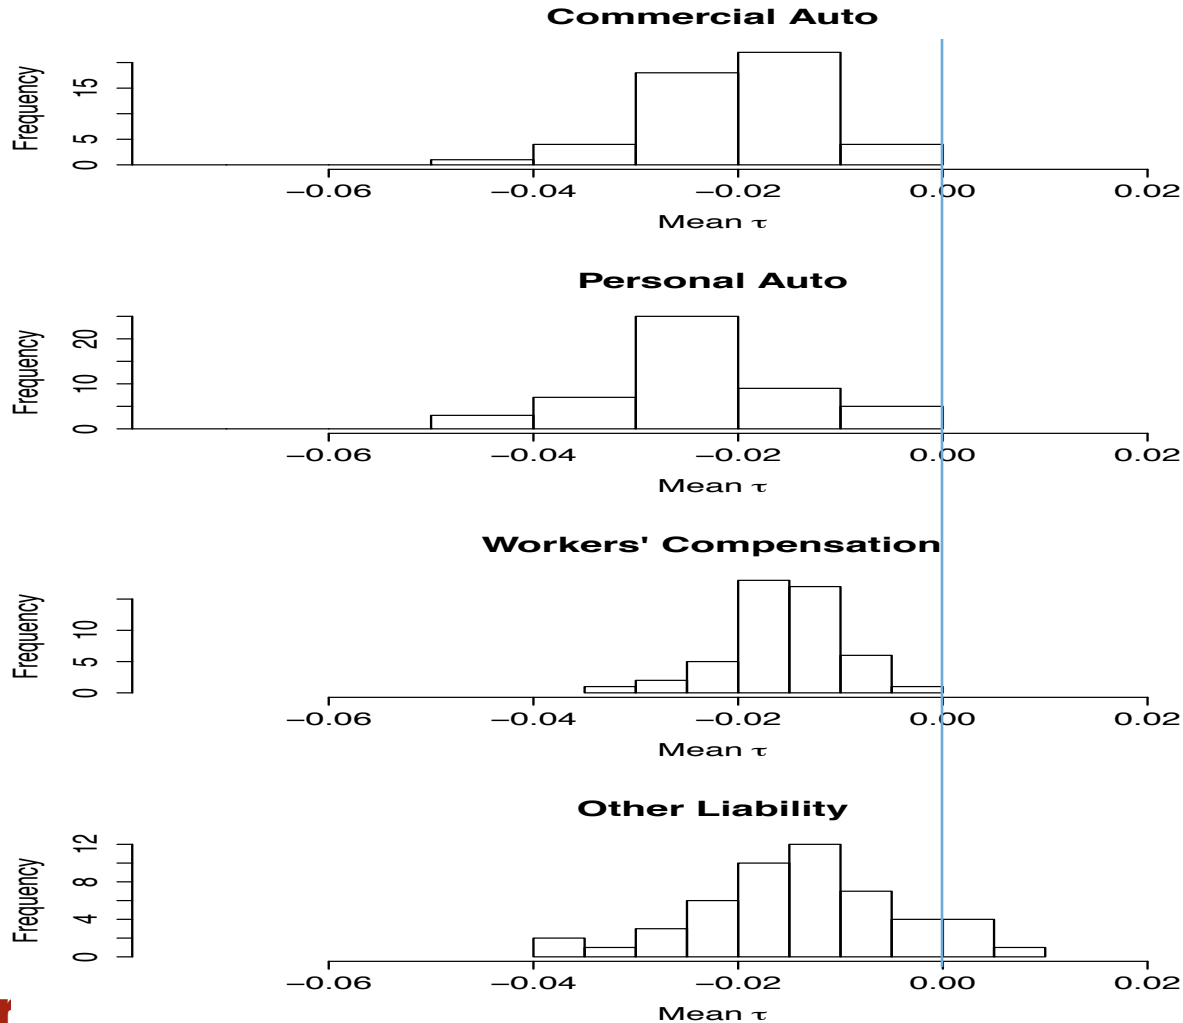 Commercial Auto
Frequency
0 5 15
−0.06 −0.04 −0.02 0.00 0.02
Mean τ
Personal Auto
Frequency
0 10 20
−0.06 −0.04 −0.02 0.00 0.02
Mean τ
Workers' Compensation
Frequency
0 5 10
−0.06 −0.04 −0.02 0.00 0.02
Mean τ
Other Liability
Frequency
0 4 8 12
−0.06 −0.04 −0.02 0.00 0.02
Mean τ
r